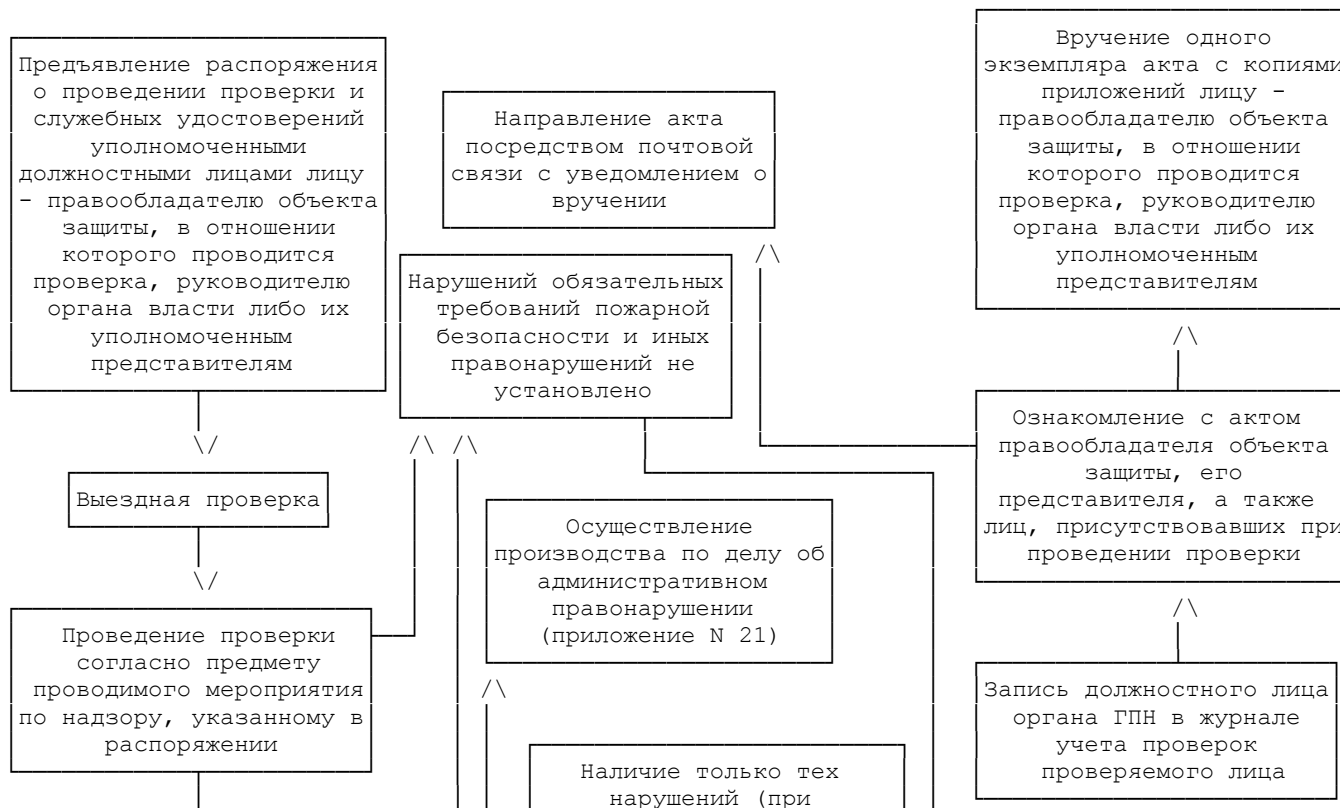 Предъявление распоряжения
о проведении проверки и
служебных удостоверений
уполномоченными
должностными лицами лицу
- правообладателю объекта
защиты, в отношении
которого проводится
проверка, руководителю
органа власти либо их
уполномоченным
представителям
Выездная проверка
Проведение проверки
согласно предмету
проводимого мероприятия
по надзору, указанному в
распоряжении
Направление акта
посредством почтовой
связи с уведомлением о
вручении
Нарушений обязательных
требований пожарной
безопасности и иных
правонарушений не
установлено
Осуществление
производства по делу об
административном
правонарушении
(приложение N 21)
Наличие только тех
нарушений (при
Вручение одного
экземпляра акта с копиями
приложений лицу -
правообладателю объекта
защиты, в отношении
которого проводится
проверка, руководителю
органа власти либо их
уполномоченным
представителям
Ознакомление с актом
правообладателя объекта
защиты, его
представителя, а также
лиц, присутствовавших при
проведении проверки
Запись должностного лица
органа ГПН в журнале
учета проверок
проверяемого лица